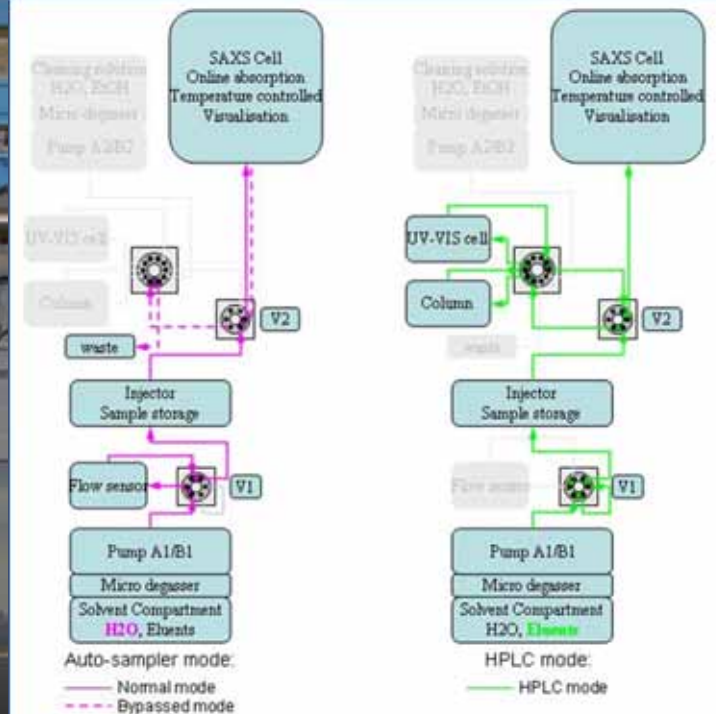 Cleaning solution
H2O, EtOH
Micro degasser
Pump A2/B2
SAXS Cell
Online absorption
Temperature controlled
Visualisation
UV-VIS cell
Column
V2
waste
Injector
Sample storage
Flow sensor
V1
Pump A1/B1
Micro degasser
Solvent Compartment
H2O, Eluents
Auto-sampler mode:
Normal mode
Bypassed mode
Cleaning solution
H2O, EtOH
Micro degasser
Pump A2/B2
SAXS Cell
Online absorption
Temperature controlled
Visualisation
UV-VIS cell
Column
V2
waste
Injector
Sample storage
Flow sensor
V1
Pump A1/B1
Micro degasser
Solvent Compartment
H2O, Eluents
HPLC mode:
HPLC mode